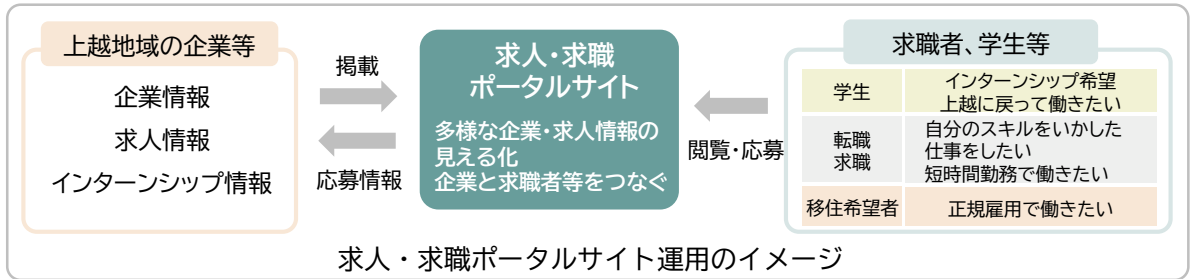 上越地域の企業等
企業情報
求人情報
インターンシップ情報
掲載
応募情報
求人・求職
ポータルサイト
多様な企業・求人情報の
見える化
企業と求職者等をつなぐ
閲覧・応募
求職者、学生等
学生
インターンシップ希望
上越に戻って働きたい
転職
求職
自分のスキルをいかした
仕事をしたい
短時間勤務で働きたい
移住希望者
正規雇用で働きたい
求人・求職ポータルサイト運用のイメージ